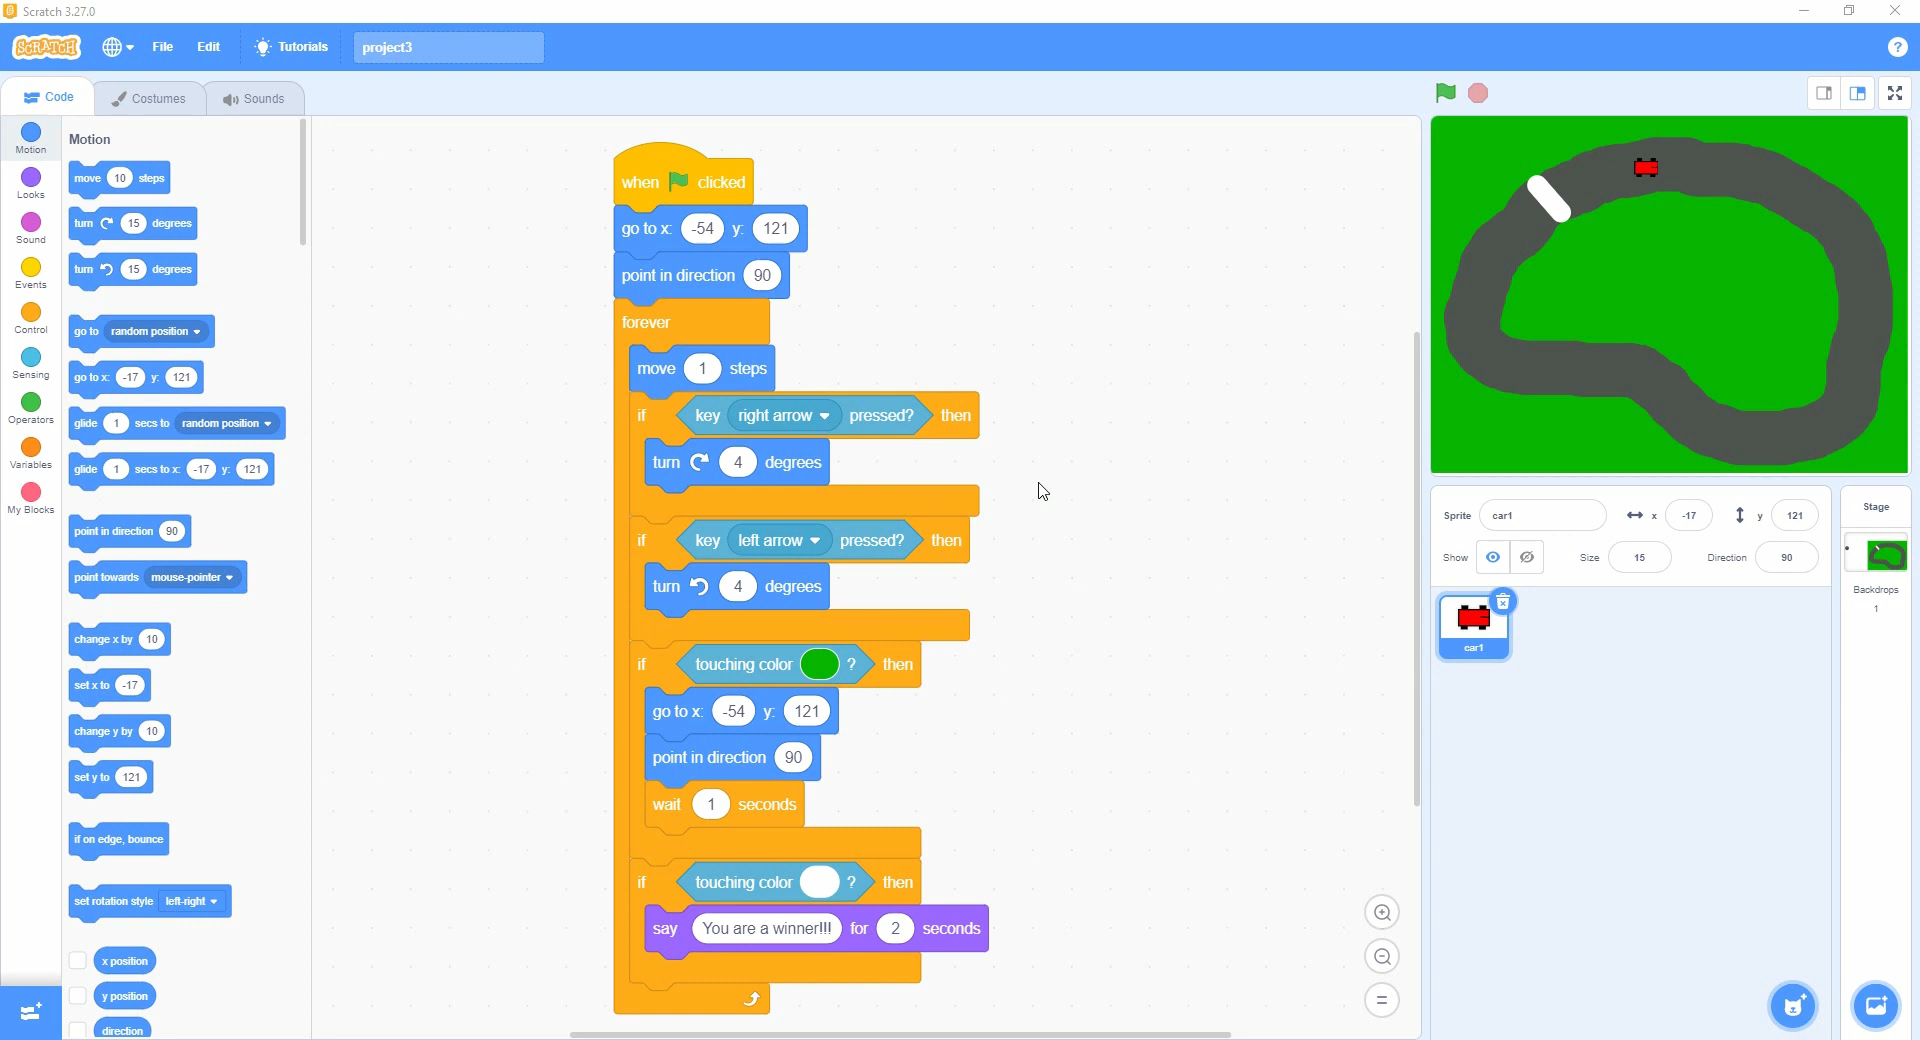 Scratch 3.27.0
SCRATCH File Edit Tutorials project3
Code Costumes Sounds
Motion
Looks
Sound
Events
Control
Sensing
Operators
Variables
My Blocks
Motion
move 10 steps
turn 15 degrees
turn 15 degrees
go to random position
go to x: -17 y: 121
glide 1 secs to random position
glide 1 secs to x: -17 y: 121
point in direction 90
point towards mouse-pointer
change x by 10
set x to -17
change y by 10
set y to 121
if on edge, bounce
set rotation style left-right
x position
y position
direction
when clicked
go to x: -54 y: 121
point in direction 90
forever
move 1 steps
if key right arrow pressed? then
turn 4 degrees
if key left arrow pressed? then
turn 4 degrees
if touching color ? then
go to x: -54 y: 121
point in direction 90
wait 1 seconds
if touching color ? then
say You are a winner!!! for 2 seconds
Sprite car1 x -17 y 121
Show Size 15 Direction 90
car1
Stage
Backdrops
1